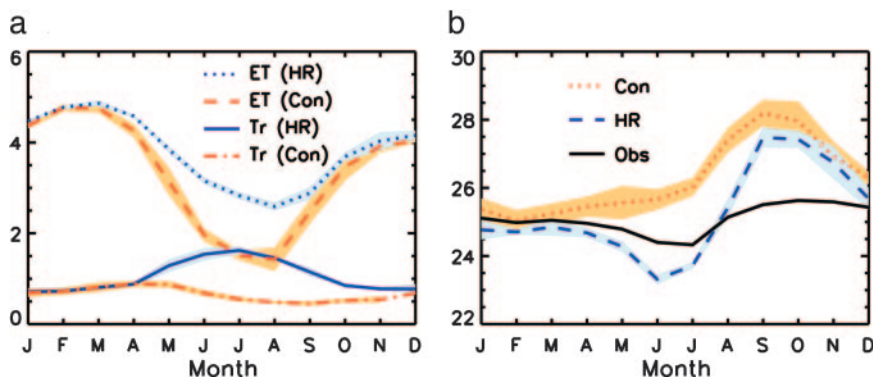 a
6
4
2
0
ET (HR)
ET (Con)
Tr (HR)
Tr (Con)
J F M A M J J A S O N D
Month
b
30
28
26
24
22
Con
HR
Obs
J F M A M J J A S O N D
Month